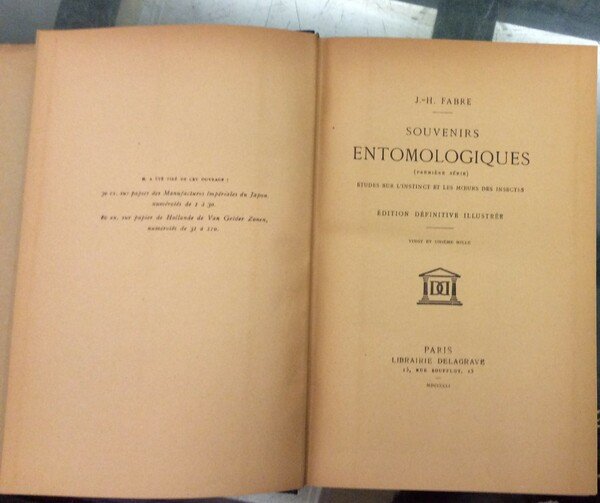 IL A ÉTÉ TIRÉ DE CET OUVRAGE :
30 ex. sur papier des Manufactures Impériales du Japon,
numérotés de 1 à 30.
80 ex. sur papier de Hollande de Van Gelder Zonen,
numérotés de 31 à 110.
J.-H. FABRE
SOUVENIRS
ENTOMOLOGIQUES
(PREMIÈRE SÉRIE)
ÉTUDES SUR L'INSTINCT ET LES MŒURS DES INSECTES
ÉDITION DÉFINITIVE ILLUSTRÉE
VINGT ET UNIÈME MILLE
PARIS
LIBRAIRIE DELAGRAVE
15, RUE SOUFFLOT, 15